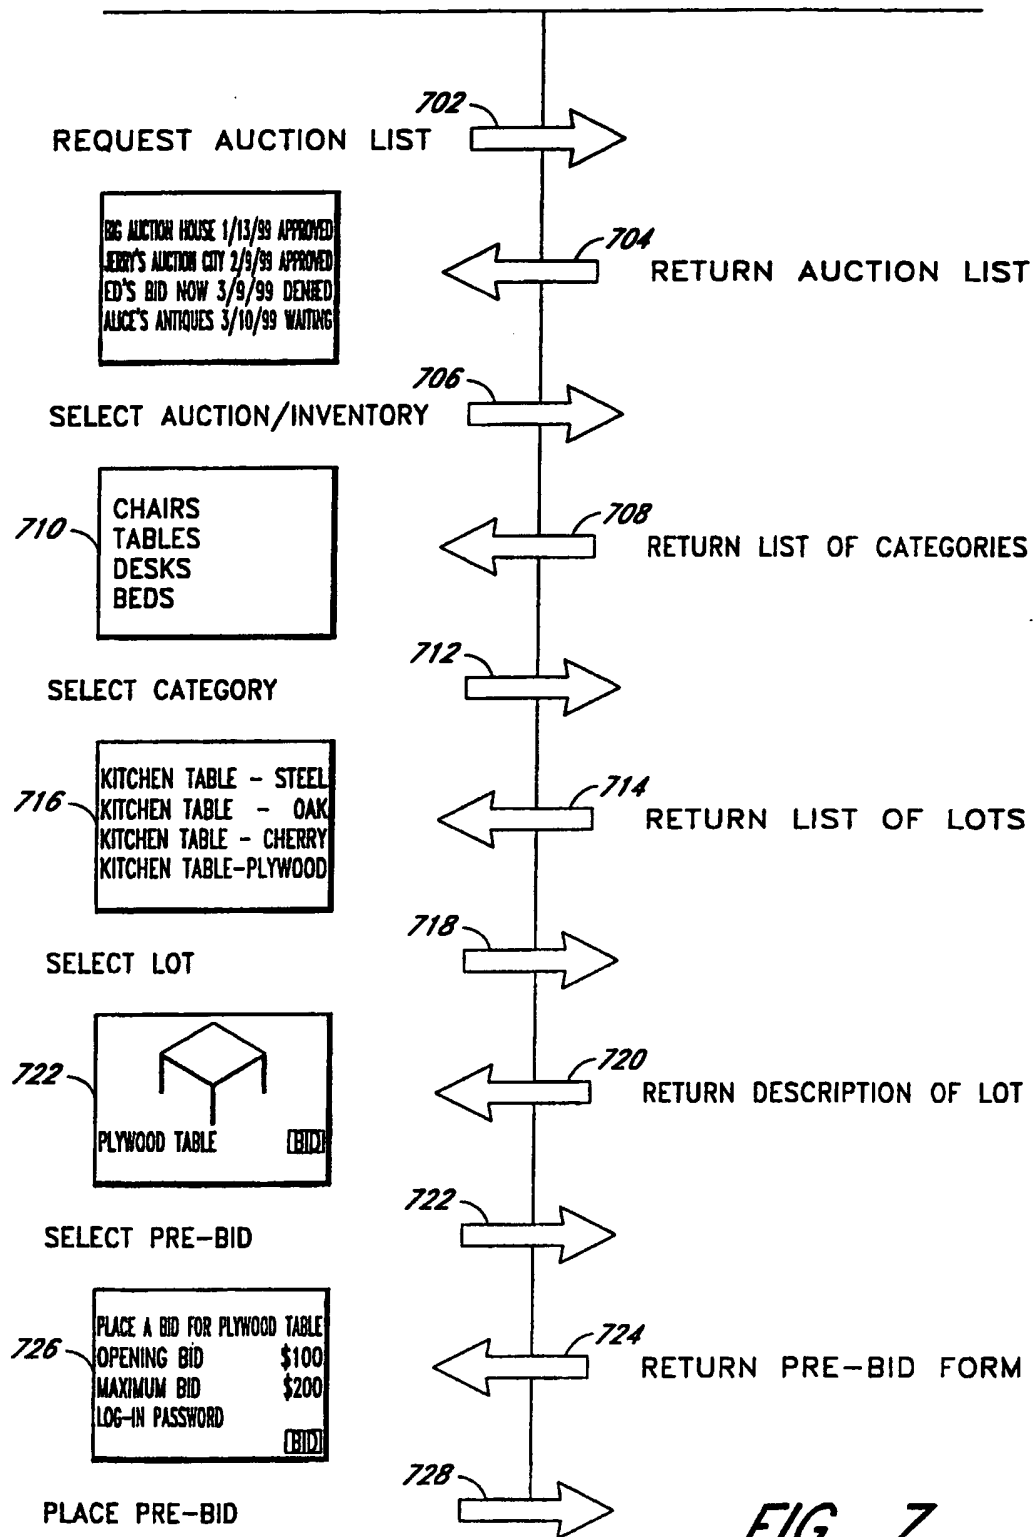 702
REQUEST AUCTION LIST
BIG AUCTION HOUSE 1/13/99 APPROVED
JERRY'S AUCTION CITY 2/9/99 APPROVED
ED'S BID NOW 3/9/99 DENIED
ALICE'S ANTIQUES 3/10/99 WAITING
704
RETURN AUCTION LIST
706
SELECT AUCTION/INVENTORY
710
CHAIRS
TABLES
DESKS
BEDS
708
RETURN LIST OF CATEGORIES
712
SELECT CATEGORY
716
KITCHEN TABLE - STEEL
KITCHEN TABLE - OAK
KITCHEN TABLE - CHERRY
KITCHEN TABLE-PLYWOOD
714
RETURN LIST OF LOTS
718
SELECT LOT
722
PLYWOOD TABLE BID
720
RETURN DESCRIPTION OF LOT
722
SELECT PRE-BID
726
PLACE A BID FOR PLYWOOD TABLE
OPENING BID $100
MAXIMUM BID $200
LOG-IN PASSWORD
BID
724
RETURN PRE-BID FORM
728
PLACE PRE-BID
FIG. 7